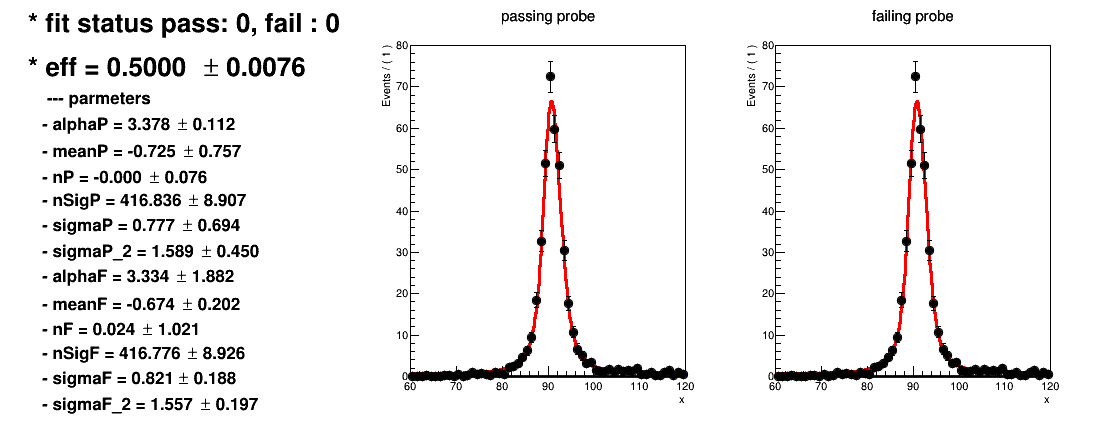 * fit status pass: 0, fail : 0
* eff = 0.5000 ± 0.0076
--- parmeters
- alphaP = 3.378 ± 0.112
- meanP = -0.725 ± 0.757
- nP = -0.000 ± 0.076
- nSigP = 416.836 ± 8.907
- sigmaP = 0.777 ± 0.694
- sigmaP_2 = 1.589 ± 0.450
- alphaF = 3.334 ± 1.882
- meanF = -0.674 ± 0.202
- nF = 0.024 ± 1.021
- nSigF = 416.776 ± 8.926
- sigmaF = 0.821 ± 0.188
- sigmaF_2 = 1.557 ± 0.197
passing probe
Events / ( 1 )
80
70
60
50
40
30
20
10
0
60 70 80 90 100 110 120
x
failing probe
Events / ( 1 )
80
70
60
50
40
30
20
10
0
60 70 80 90 100 110 120
x